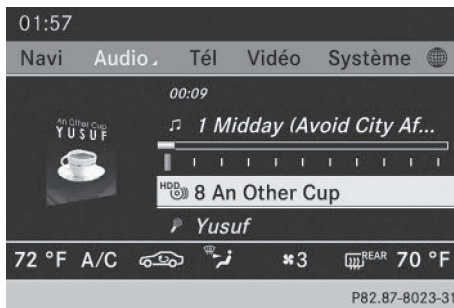 01:57
Navi Audio Tél Vidéo Système
00:09
An Other Cup
YUSUF
1 Midday (Avoid City Af...
HDD 8 An Other Cup
Yusuf
72 °F A/C 3 REAR 70 °F
P82.87-8023-31